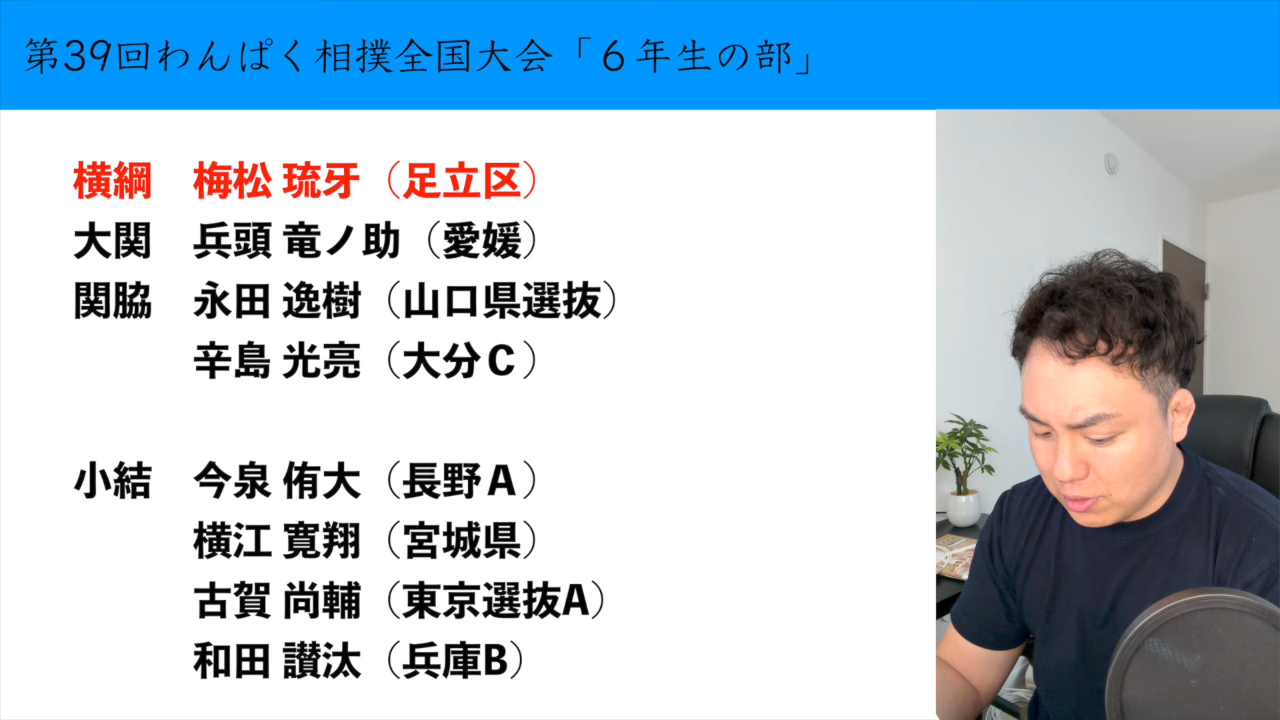 第39回わんぱく相撲全国大会「６年生の部」
横綱　梅松 琉牙（足立区）
大関　兵頭 竜ノ助（愛媛）
関脇　永田 逸樹（山口県選抜）
辛島 光亮（大分Ｃ）
小結　今泉 侑大（長野Ａ）
横江 寛翔（宮城県）
古賀 尚輔（東京選抜A）
和田 讃汰（兵庫B）